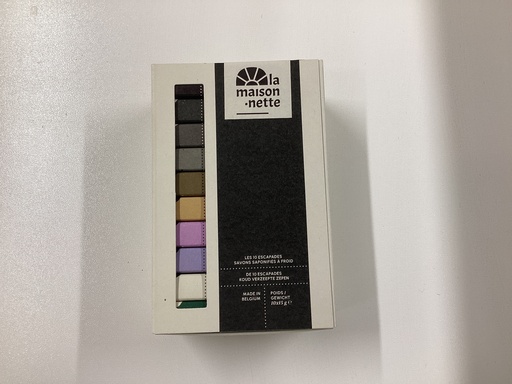 la
maison
·nette
LES 10 ESCAPADES
SAVONS SAPONIFIÉS À FROID
DE 10 ESCAPADES
KOUD VERZEEPTE ZEPEN
MADE IN
BELGIUM
POIDS /
GEWICHT